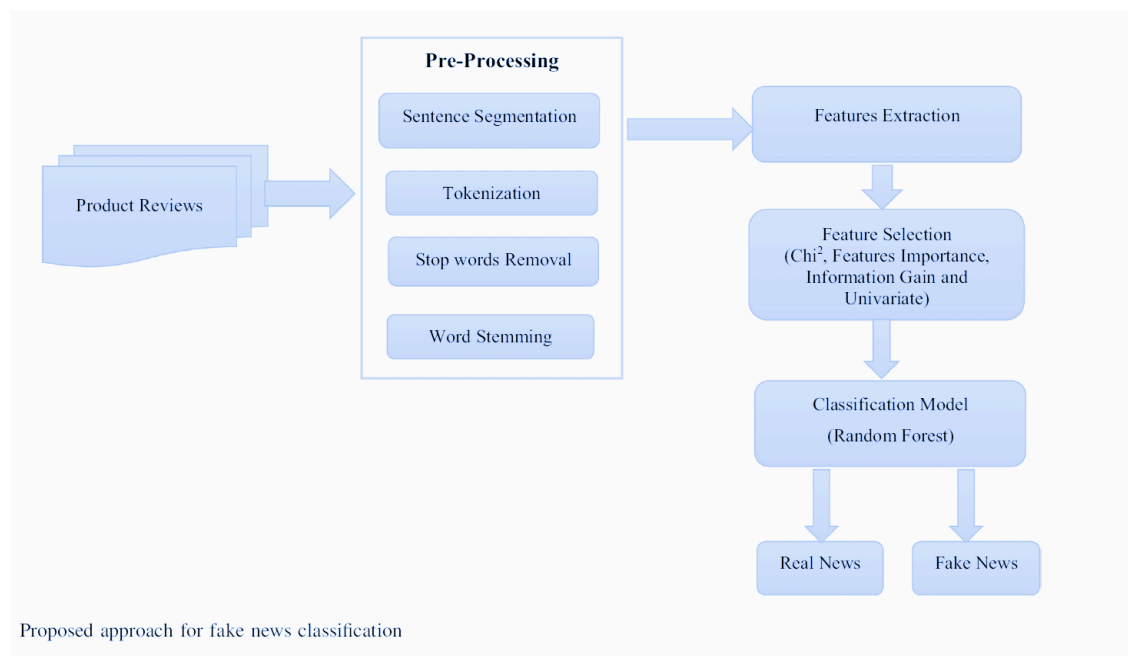 Product Reviews
Pre-Processing
Sentence Segmentation
Tokenization
Stop words Removal
Word Stemming
Features Extraction
Feature Selection
(Chi², Features Importance,
Information Gain and
Univariate)
Classification Model
(Random Forest)
Real News
Fake News
Proposed approach for fake news classification